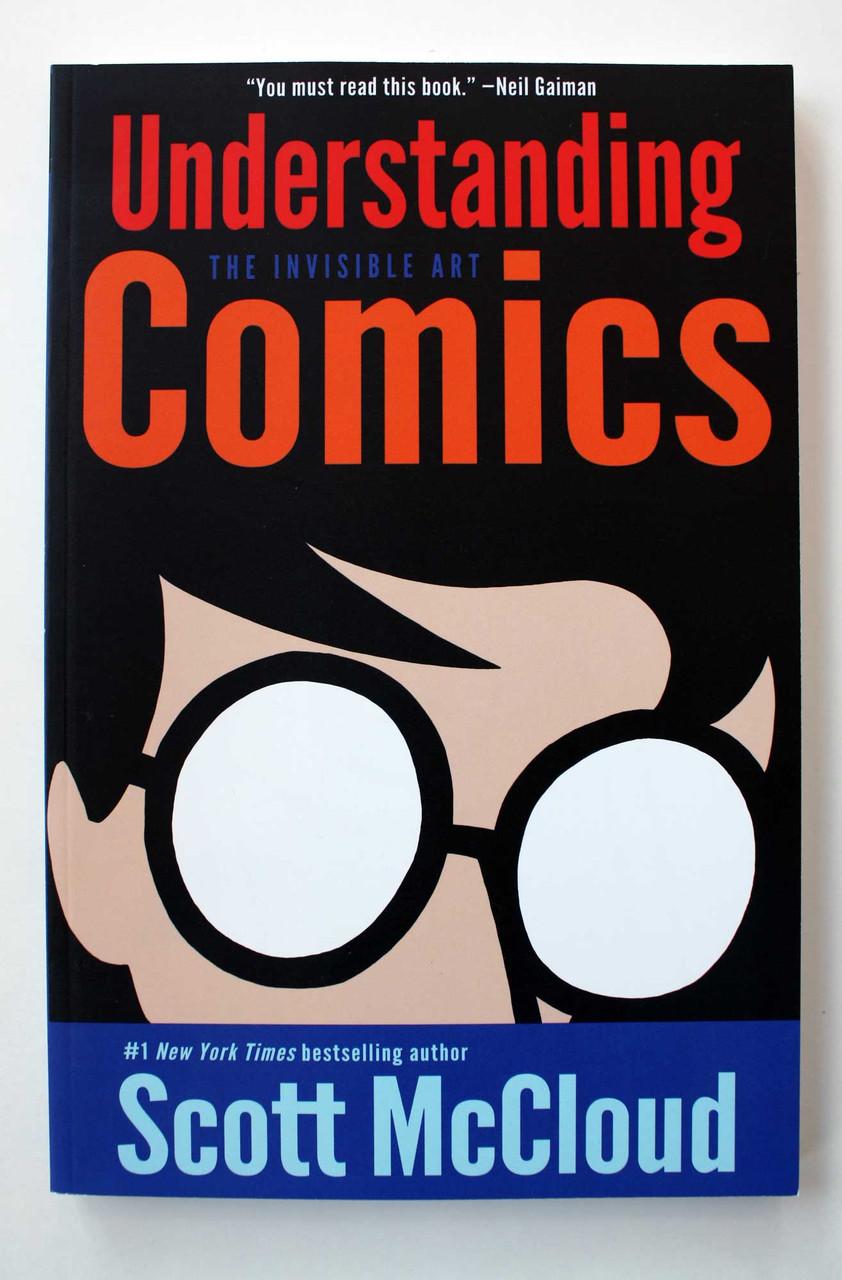 “You must read this book.” –Neil Gaiman
Understanding
THE INVISIBLE ART
Comics
#1 New York Times bestselling author
Scott McCloud